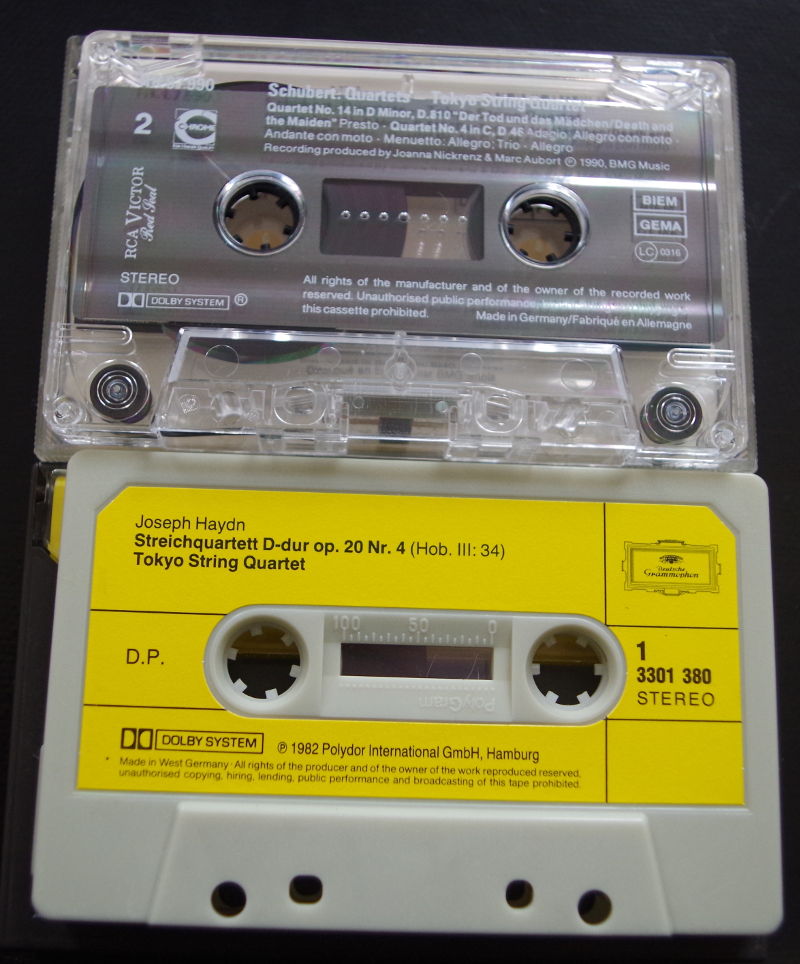 Schubert: Quartets Tokyo String Quartet
Quartet No. 14 in D Minor, D.810 "Der Tod und das Mädchen/Death and
the Maiden" Presto - Quartet No. 4 in C, D.46 Adagio; Allegro con moto -
Andante con moto - Menuetto: Allegro; Trio - Allegro
Recording produced by Joanna Nickrenz & Marc Aubort ℗ 1990, BMG Music
2
CHROME
RCA VICTOR
Red Seal
BIEM
GEMA
LC 0316
STEREO
DOLBY SYSTEM ®
All rights of the manufacturer and of the owner of the recorded work
reserved. Unauthorised public performance,
this cassette prohibited. Made in Germany/Fabriqué en Allemagne
Joseph Haydn
Streichquartett D-dur op. 20 Nr. 4 (Hob. III: 34)
Tokyo String Quartet
Deutsche
Grammophon
100 50 0
D.P.
1
3301 380
STEREO
PolyGram
DOLBY SYSTEM ℗ 1982 Polydor International GmbH, Hamburg
Made in West Germany · All rights of the producer and of the owner of the work reproduced reserved,
unauthorised copying, hiring, lending, public performance and broadcasting of this tape prohibited.